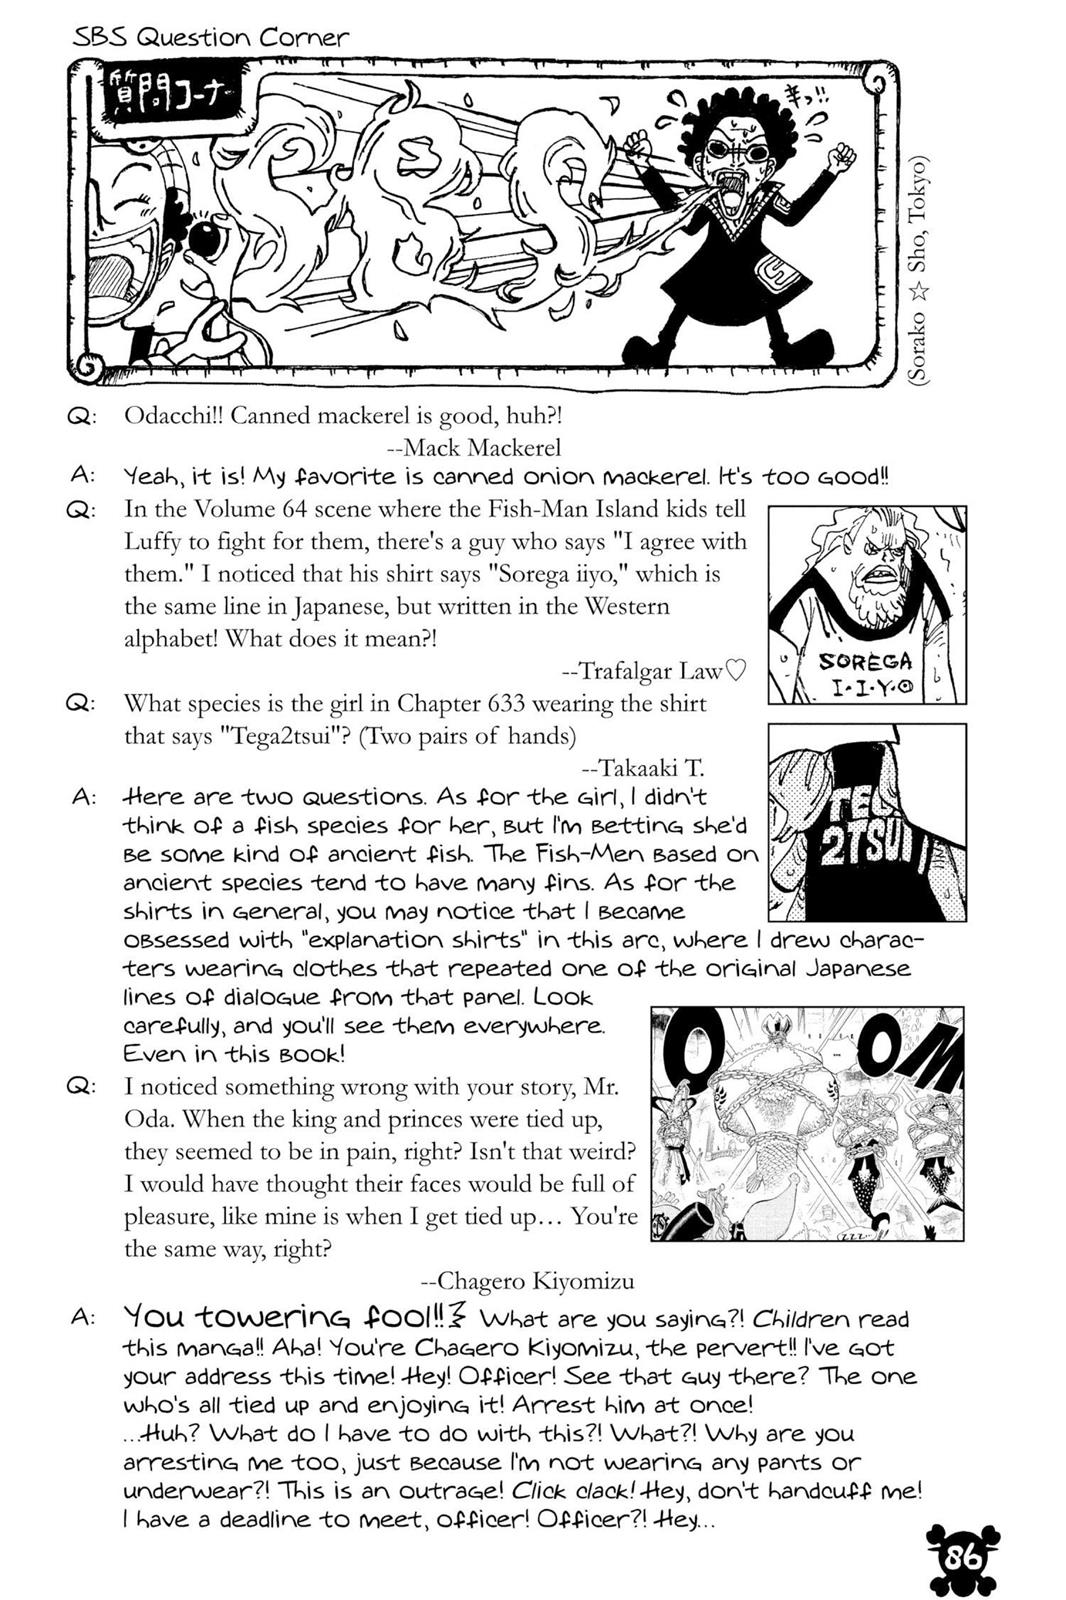 SBS Question Corner
質問コーナー
SBS
辛っ!!
S
(Sorako ☆ Sho, Tokyo)
Q: Odacchi!! Canned mackerel is good, huh?!
--Mack Mackerel
A: Yeah, it is! My favorite is canned onion mackerel. It's too good!!
Q: In the Volume 64 scene where the Fish-Man Island kids tell
Luffy to fight for them, there's a guy who says "I agree with
them." I noticed that his shirt says "Sorega iiyo," which is
the same line in Japanese, but written in the Western
alphabet! What does it mean?!
--Trafalgar Law♡
SOREGA
I·I·Y·O
Q: What species is the girl in Chapter 633 wearing the shirt
that says "Tega2tsui"? (Two pairs of hands)
--Takaaki T.
TEG
2TSUI
A: Here are two questions. As for the girl, I didn't
think of a fish species for her, but I'm betting she'd
be some kind of ancient fish. The Fish-Men based on
ancient species tend to have many fins. As for the
shirts in general, you may notice that I became
obsessed with "explanation shirts" in this arc, where I drew charac-
ters wearing clothes that repeated one of the original Japanese
lines of dialogue from that panel. Look
carefully, and you'll see them everywhere.
Even in this book!
O OM
ZZZ...
Q: I noticed something wrong with your story, Mr.
Oda. When the king and princes were tied up,
they seemed to be in pain, right? Isn't that weird?
I would have thought their faces would be full of
pleasure, like mine is when I get tied up… You're
the same way, right?
--Chagero Kiyomizu
A: You towering fool!! What are you saying?! Children read
this manga!! Aha! You're Chagero Kiyomizu, the pervert!! I've got
your address this time! Hey! Officer! See that guy there? The one
who's all tied up and enjoying it! Arrest him at once!
...Huh? What do I have to do with this?! What?! Why are you
arresting me too, just because I'm not wearing any pants or
underwear?! This is an outrage! Click clack! Hey, don't handcuff me!
I have a deadline to meet, officer! Officer?! Hey...
86